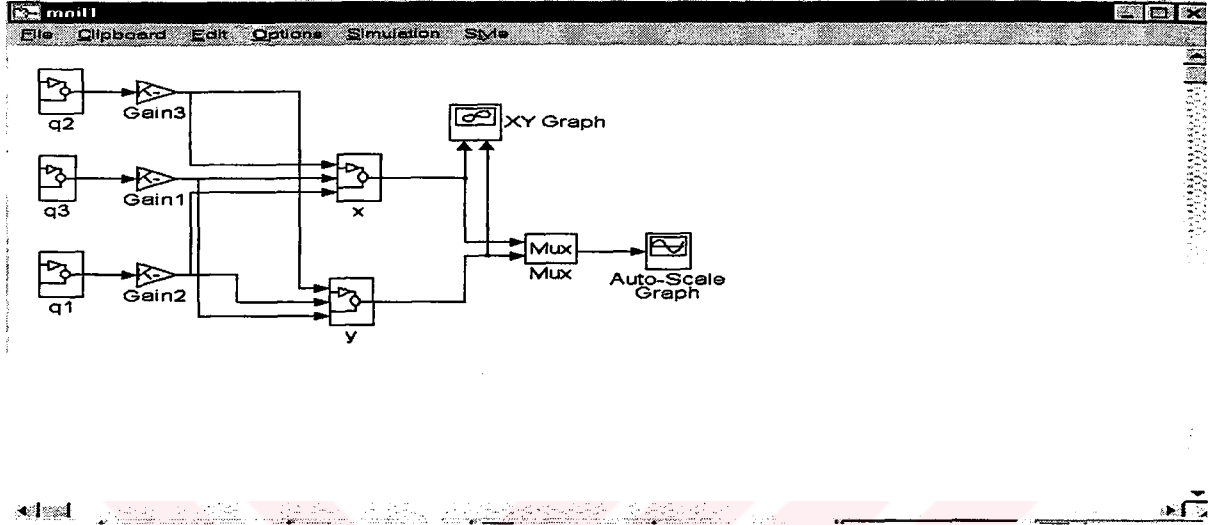 mnil1
File Clipboard Edit Options Simulation Style
q2
Gain3
XY Graph
q3
Gain1
x
Mux
Mux
q1
Gain2
Auto-Scale
Graph
y